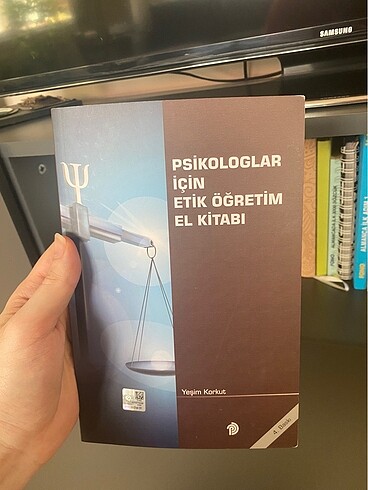 SAMSUNG
Ψ
PSİKOLOGLAR
İÇİN
ETİK ÖĞRETİM
EL KİTABI
Yeşim Korkut
4. Baskı